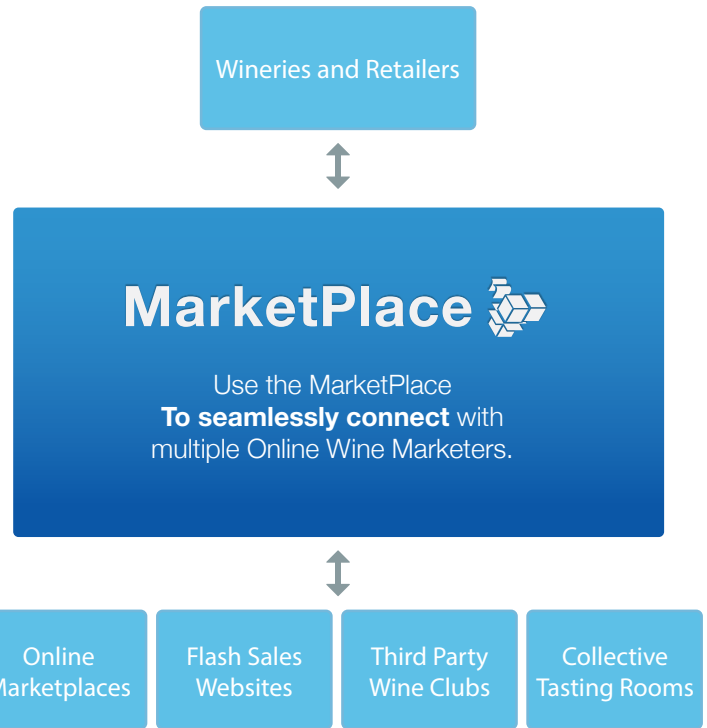 Wineries and Retailers
MarketPlace
Use the MarketPlace
To seamlessly connect with
multiple Online Wine Marketers.
Online
Marketplaces
Flash Sales
Websites
Third Party
Wine Clubs
Collective
Tasting Rooms